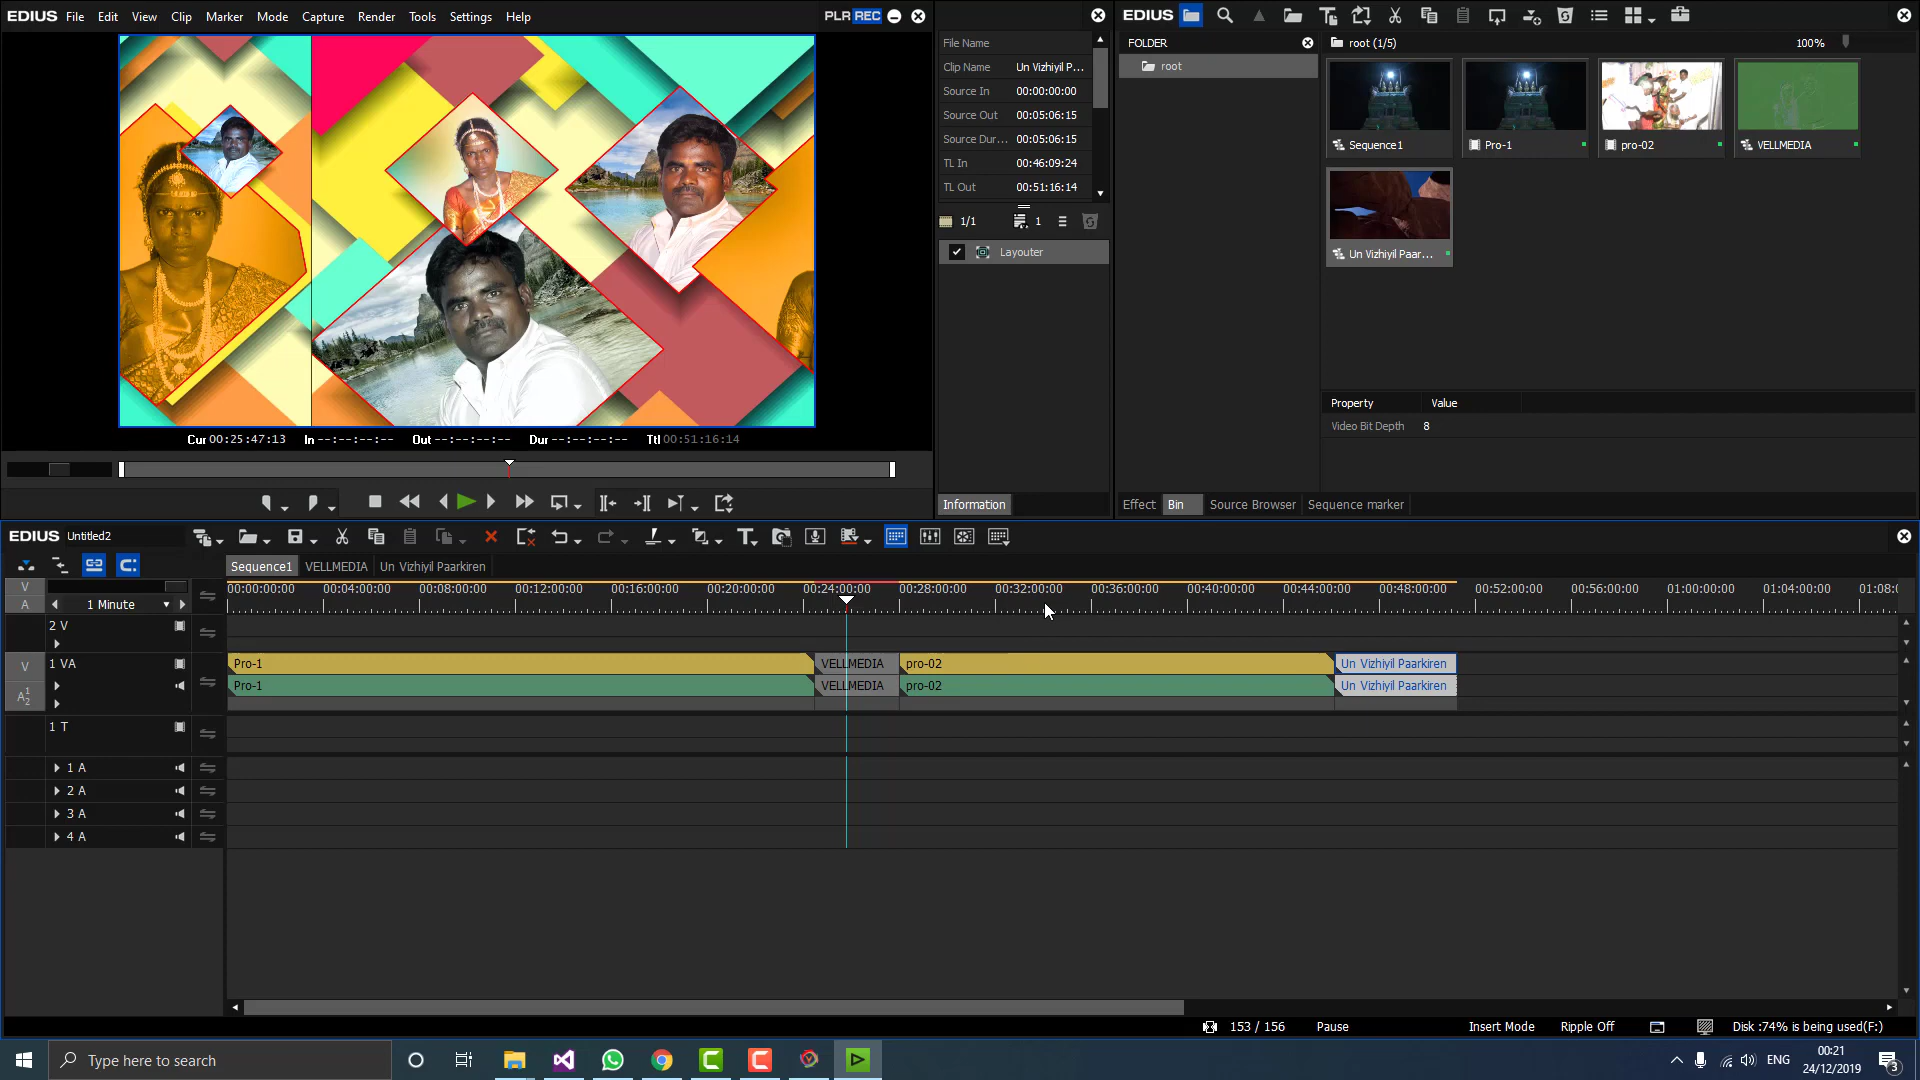 EDIUS File Edit View Clip Marker Mode Capture Render Tools Settings Help PLR REC
Cur 00:25:47:13 In --:--:--:-- Out --:--:--:-- Dur --:--:--:-- Ttl 00:51:16:14
File Name
Clip Name Un Vizhiyil P...
Source In 00:00:00:00
Source Out 00:05:06:15
Source Dur... 00:05:06:15
TL In 00:46:09:24
TL Out 00:51:16:14
1/1 1
Layouter
Information
EDIUS
FOLDER
root
root (1/5) 100%
Sequence1
Pro-1
pro-02
VELLMEDIA
Un Vizhiyil Paar...
Property Value
Video Bit Depth 8
Effect Bin Source Browser Sequence marker
EDIUS Untitled2
Sequence1 VELLMEDIA Un Vizhiyil Paarkiren
V
A 1 Minute
00:00:00:00 00:04:00:00 00:08:00:00 00:12:00:00 00:16:00:00 00:20:00:00 00:24:00:00 00:28:00:00 00:32:00:00 00:36:00:00 00:40:00:00 00:44:00:00 00:48:00:00 00:52:00:00 00:56:00:00 01:00:00:00 01:04:00:00 01:08:0
2 V
V 1 VA Pro-1 VELLMEDIA pro-02 Un Vizhiyil Paarkiren
A 1 2 Pro-1 VELLMEDIA pro-02 Un Vizhiyil Paarkiren
1 T
1 A
2 A
3 A
4 A
153 / 156 Pause Insert Mode Ripple Off Disk :74% is being used(F:)
Type here to search ENG 00:21
24/12/2019 3